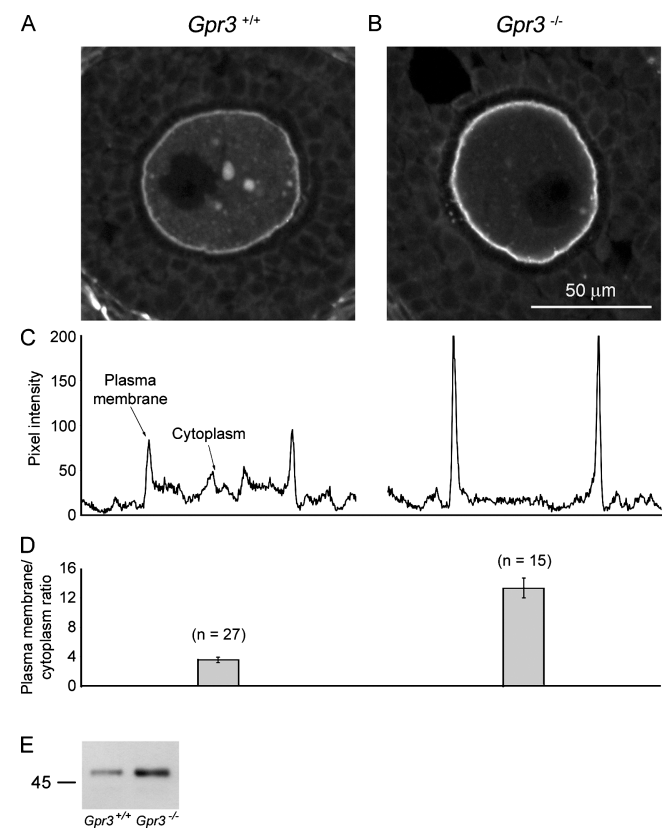 A Gpr3 +/+ B Gpr3 -/-
50 μm
C
200
150
100
50
0
Pixel intensity
Plasma
membrane
Cytoplasm
D
16
12
8
4
0
Plasma membrane/
cytoplasm ratio
(n = 27)
(n = 15)
E
45
Gpr3+/+ Gpr3-/-